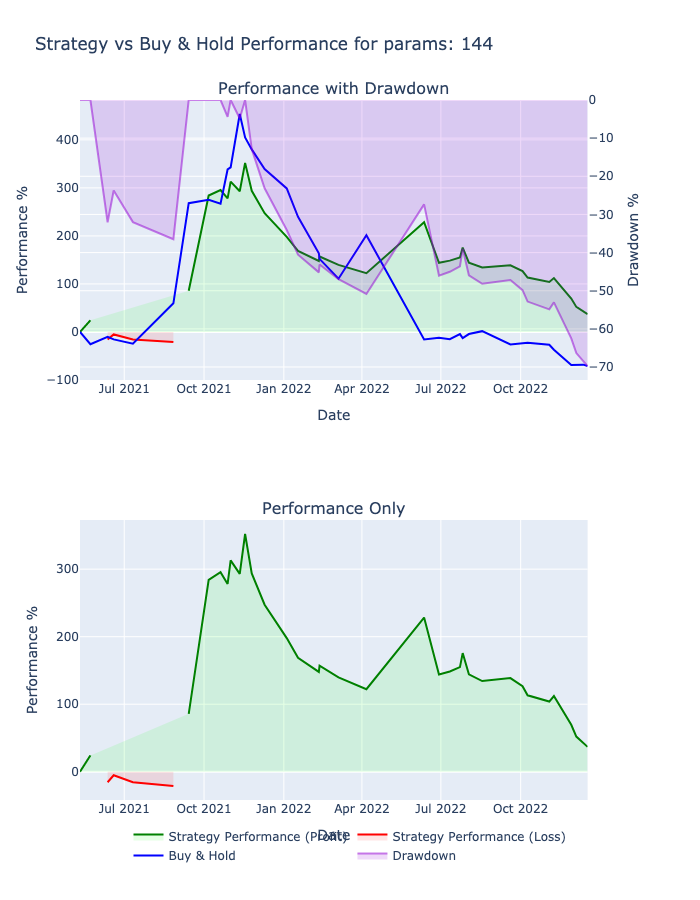 Strategy vs Buy & Hold Performance for params: 144
Performance with Drawdown
400
300
200
100
0
−100
Performance %
0
−10
−20
−30
−40
−50
−60
−70
Drawdown %
Jul 2021 Oct 2021 Jan 2022 Apr 2022 Jul 2022 Oct 2022
Date
Performance Only
300
200
100
0
Performance %
Jul 2021 Oct 2021 Jan 2022 Apr 2022 Jul 2022 Oct 2022
Date
Strategy Performance (Profit) Strategy Performance (Loss)
Buy & Hold Drawdown